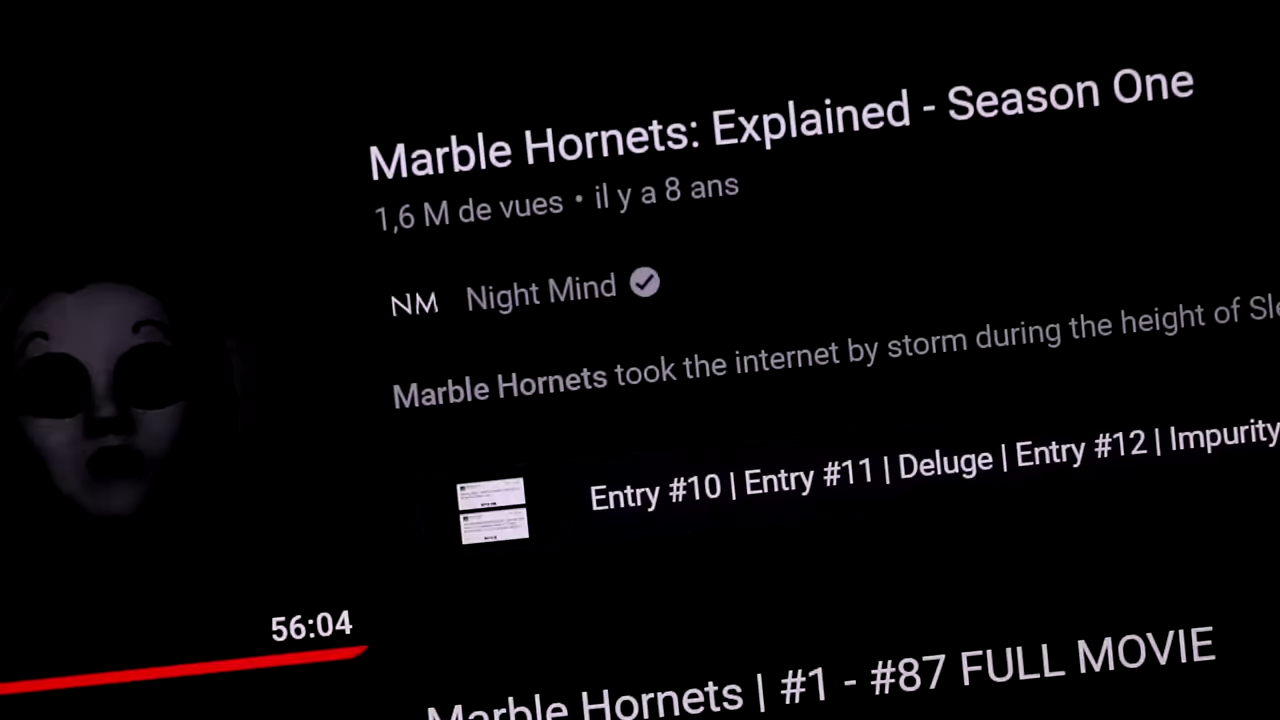 Marble Hornets: Explained - Season One
1,6 M de vues • il y a 8 ans
NM Night Mind
Marble Hornets took the internet by storm during the height of
Entry #10 | Entry #11 | Deluge | Entry #12 | Impurity
56:04
Marble Hornets | #1 - #87 FULL MOVIE